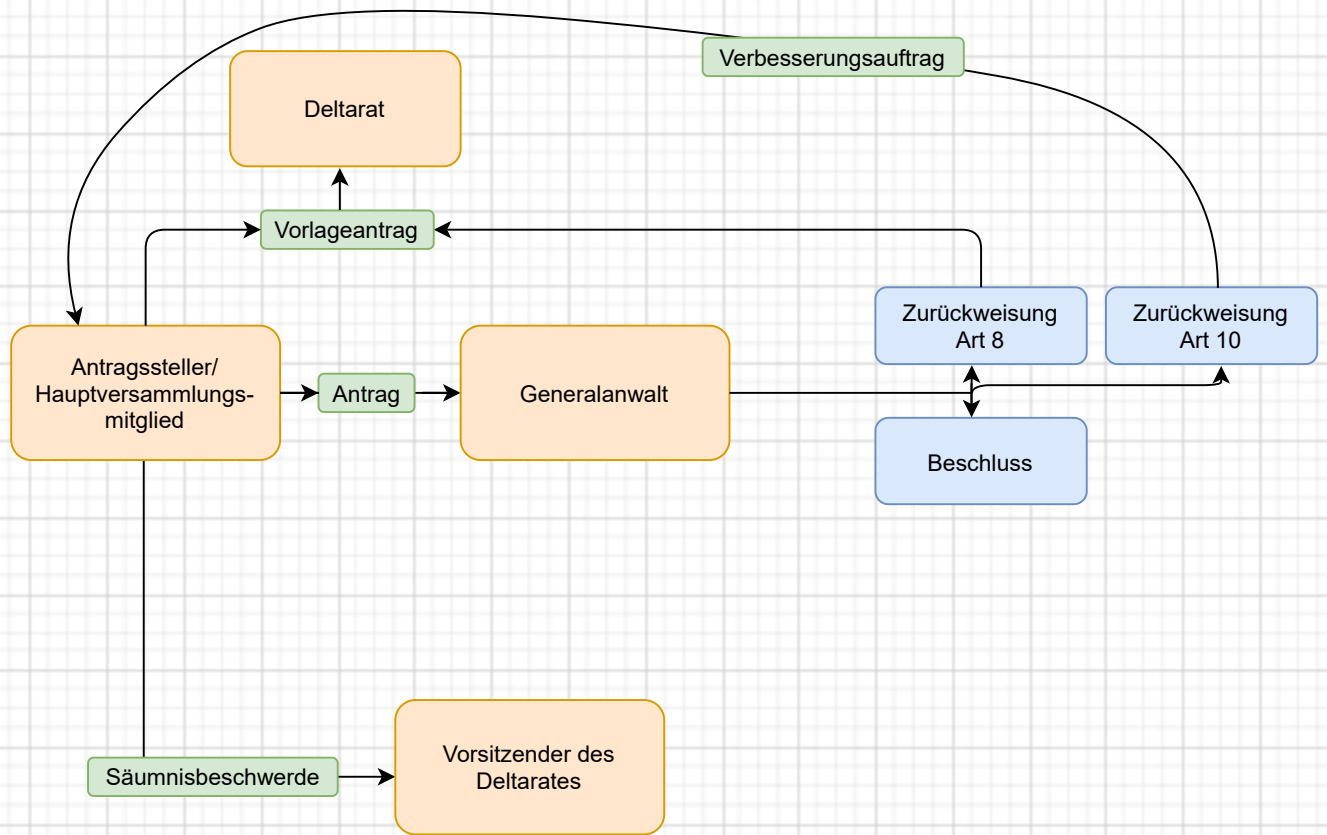 Verbesserungsauftrag
Deltarat
Vorlageantrag
Zurückweisung
Art 8
Zurückweisung
Art 10
Antragssteller/
Hauptversammlungs-
mitglied
Antrag
Generalanwalt
Beschluss
Säumnisbeschwerde
Vorsitzender des
Deltarates